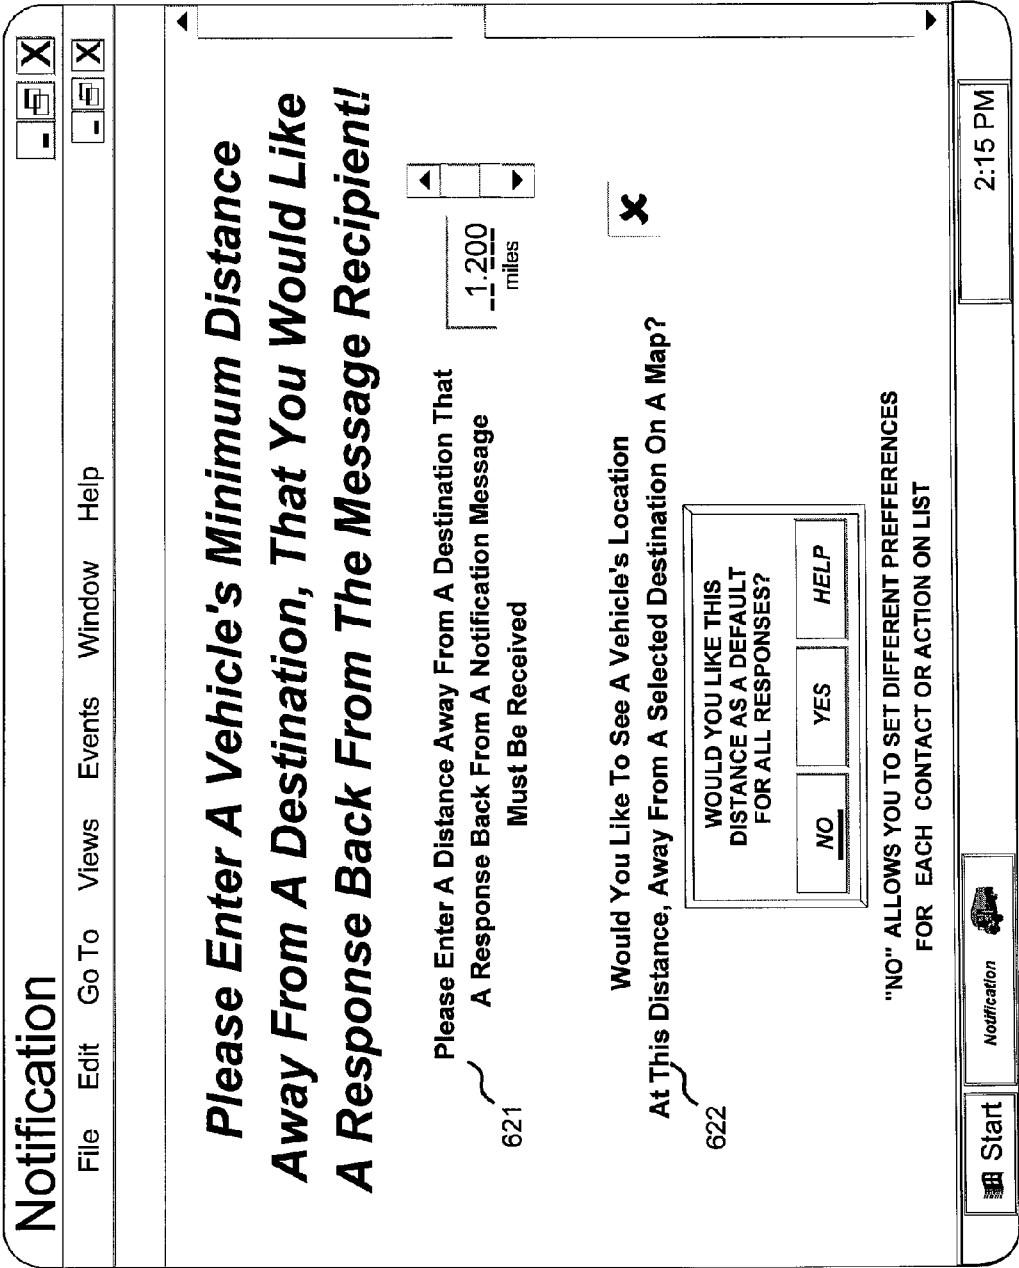 Notification
File Edit Go To Views Events Window Help
Please Enter A Vehicle's Minimum Distance
Away From A Destination, That You Would Like
A Response Back From The Message Recipient!
Please Enter A Distance Away From A Destination That
A Response Back From A Notification Message
Must Be Received
1.200
miles
621
Would You Like To See A Vehicle's Location
At This Distance, Away From A Selected Destination On A Map?
622
WOULD YOU LIKE THIS
DISTANCE AS A DEFAULT
FOR ALL RESPONSES?
NO YES HELP
"NO" ALLOWS YOU TO SET DIFFERENT PREFFERENCES
FOR EACH CONTACT OR ACTION ON LIST
Start Notification 2:15 PM